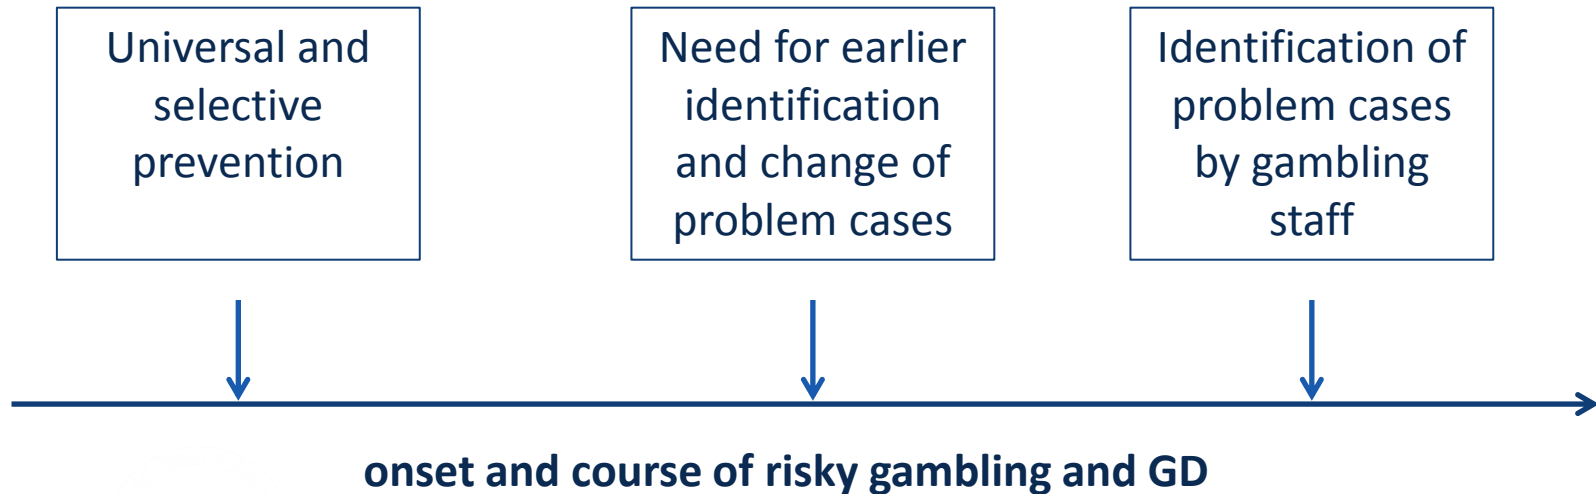 Universal and
selective
prevention
Need for earlier
identification
and change of
problem cases
Identification of
problem cases
by gambling
staff
onset and course of risky gambling and GD